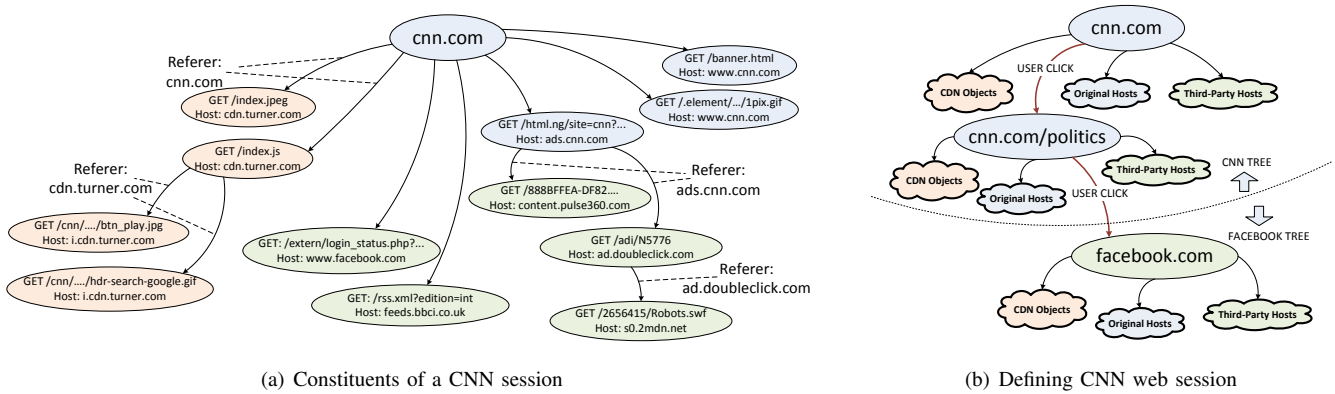 cnn.com
Referer:
cnn.com
GET /banner.html
Host: www.cnn.com
GET /index.jpeg
Host: cdn.turner.com
GET /.element/.../1pix.gif
Host: www.cnn.com
GET /html.ng/site=cnn?...
Host: ads.cnn.com
GET /index.js
Host: cdn.turner.com
Referer:
cdn.turner.com
Referer:
ads.cnn.com
GET /888BFFEA-DF82....
Host: content.pulse360.com
GET /cnn/..../btn_play.jpg
Host: i.cdn.turner.com
GET: /extern/login_status.php?...
Host: www.facebook.com
GET /adi/N5776
Host: ad.doubleclick.com
GET /cnn/..../hdr-search-google.gif
Host: i.cdn.turner.com
Referer:
ad.doubleclick.com
GET: /rss.xml?edition=int
Host: feeds.bbci.co.uk
GET /2656415/Robots.swf
Host: s0.2mdn.net
(a) Constituents of a CNN session
cnn.com
USER CLICK
CDN Objects
Original Hosts
Third-Party Hosts
cnn.com/politics
CDN Objects
Original Hosts
Third-Party Hosts
USER CLICK
CNN TREE
FACEBOOK TREE
facebook.com
CDN Objects
Original Hosts
Third-Party Hosts
(b) Defining CNN web session